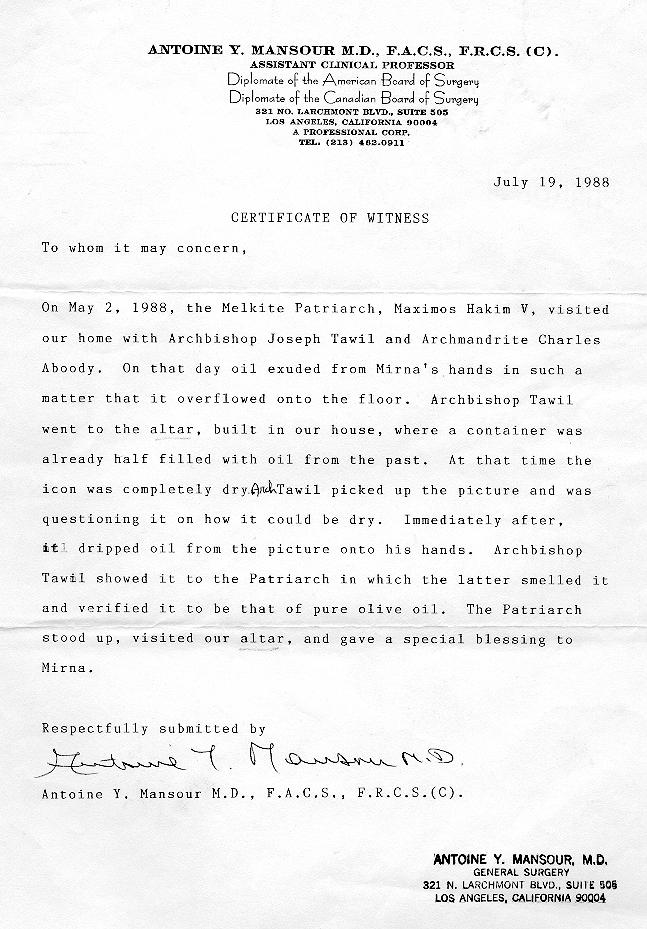 ANTOINE Y. MANSOUR M.D., F.A.C.S., F.R.C.S. (C).
ASSISTANT CLINICAL PROFESSOR
Diplomate of the American Board of Surgery
Diplomate of the Canadian Board of Surgery
321 NO. LARCHMONT BLVD., SUITE 505
LOS ANGELES, CALIFORNIA 90004
A PROFESSIONAL CORP.
TEL. (213) 462-0911
July 19, 1988
CERTIFICATE OF WITNESS
To whom it may concern,
On May 2, 1988, the Melkite Patriarch, Maximos Hakim V, visited
our home with Archbishop Joseph Tawil and Archmandrite Charles
Aboody. On that day oil exuded from Mirna's hands in such a
matter that it overflowed onto the floor. Archbishop Tawil
went to the altar, built in our house, where a container was
already half filled with oil from the past. At that time the
icon was completely dry. Arch Tawil picked up the picture and was
questioning it on how it could be dry. Immediately after,
it dripped oil from the picture onto his hands. Archbishop
Tawil showed it to the Patriarch in which the latter smelled it
and verified it to be that of pure olive oil. The Patriarch
stood up, visited our altar, and gave a special blessing to
Mirna.
Respectfully submitted by
Antoine Y. Mansour M.D.
Antoine Y. Mansour M.D., F.A.C.S., F.R.C.S.(C).
ANTOINE Y. MANSOUR, M.D.
GENERAL SURGERY
321 N. LARCHMONT BLVD., SUITE 505
LOS ANGELES, CALIFORNIA 90004